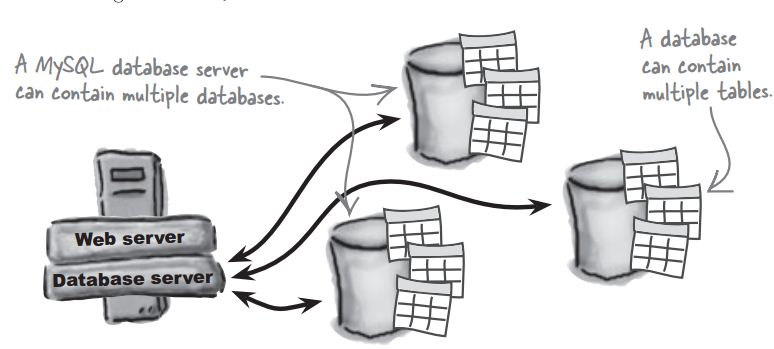 A MySQL database server
can contain multiple databases.
A database
can contain
multiple tables.
Web server
Database server